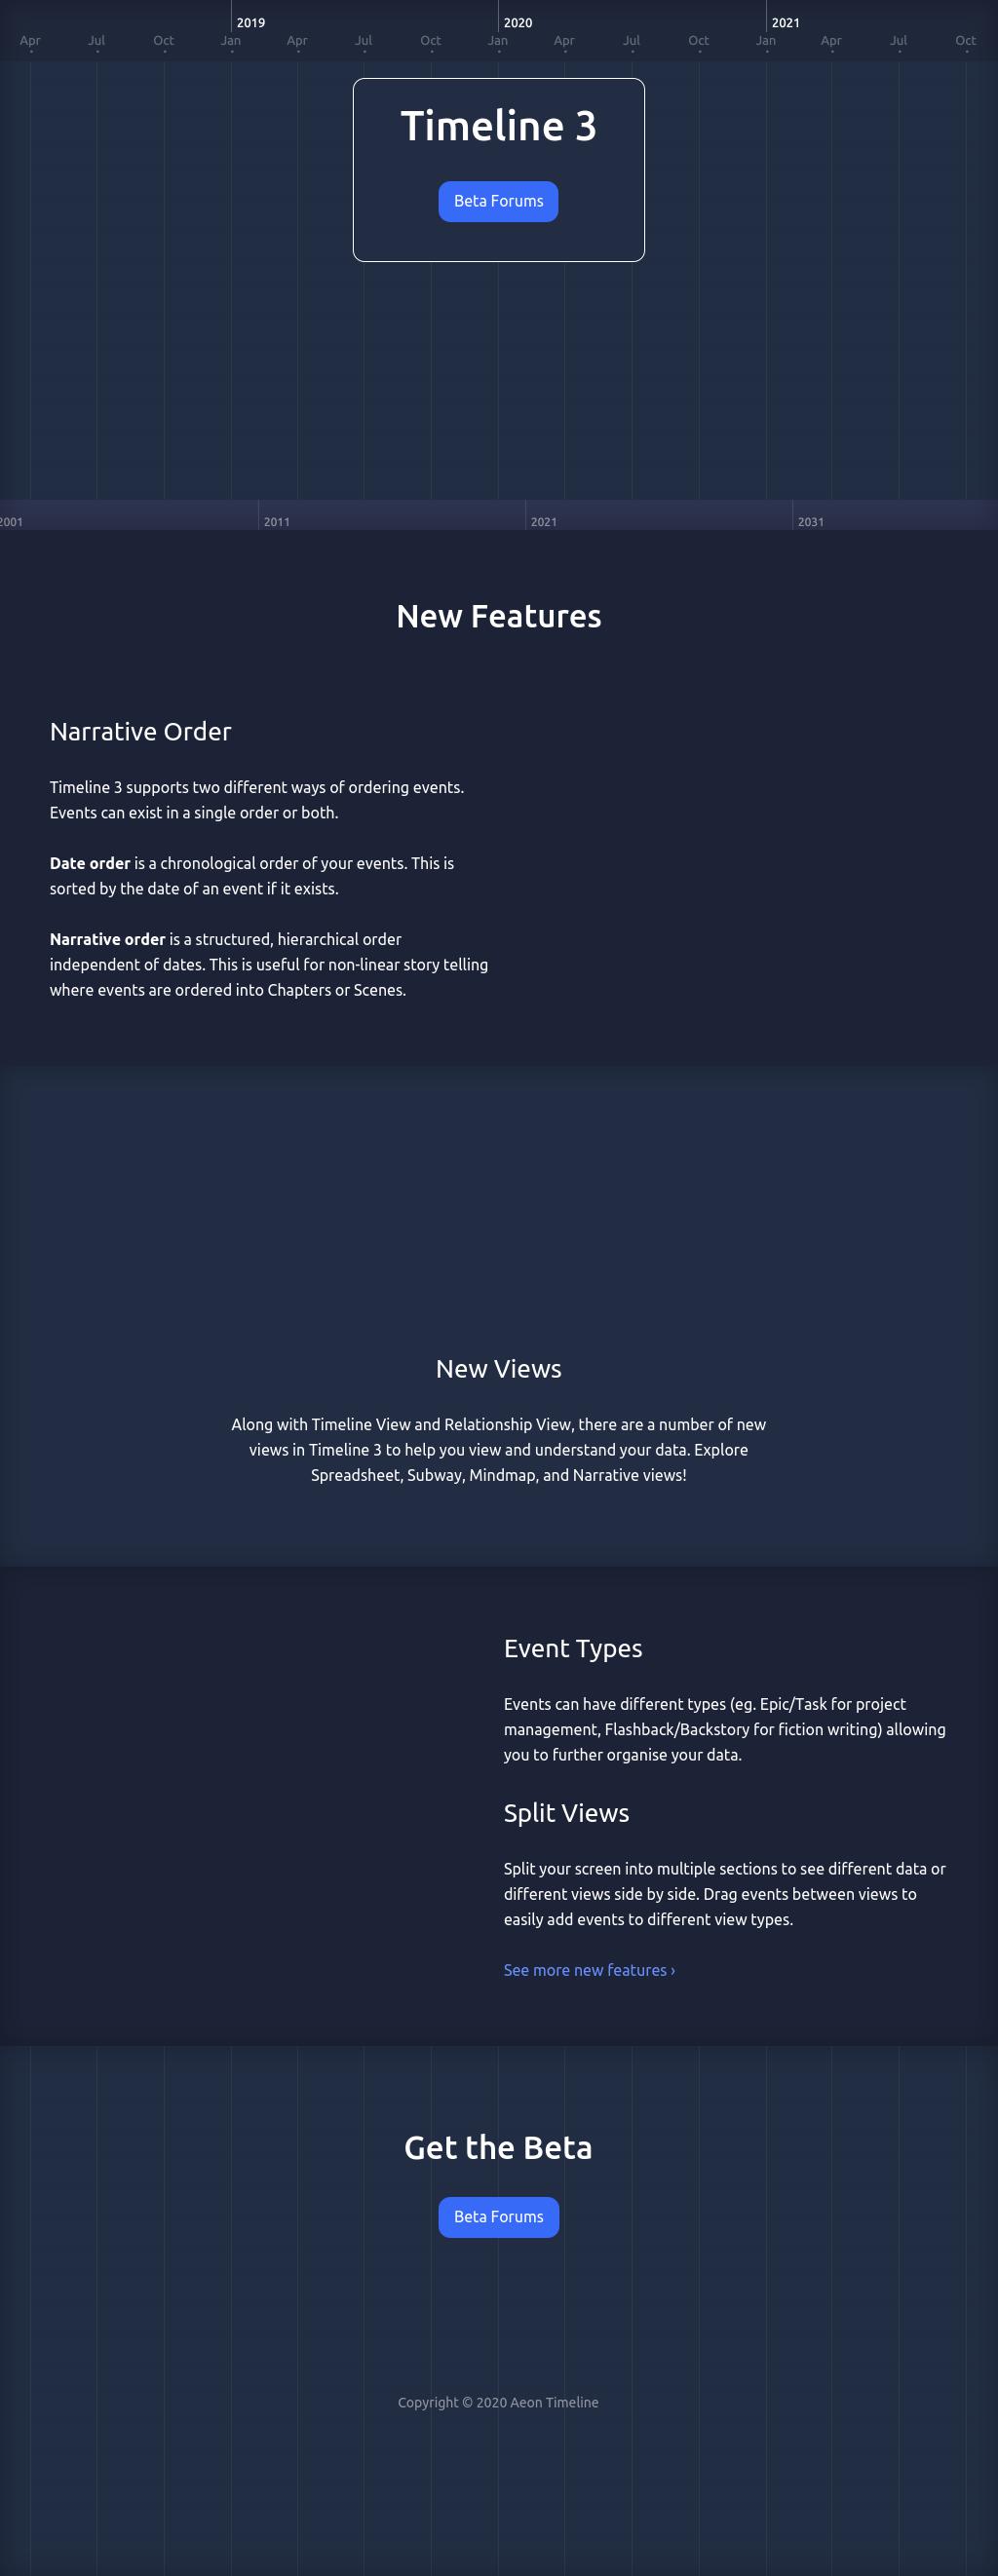 2019 2020 2021
Apr Jul Oct Jan Apr Jul Oct Jan Apr Jul Oct Jan Apr Jul Oct
Timeline 3
Beta Forums
2001 2011 2021 2031
New Features
Narrative Order
Timeline 3 supports two different ways of ordering events.
Events can exist in a single order or both.
Date order is a chronological order of your events. This is
sorted by the date of an event if it exists.
Narrative order is a structured, hierarchical order
independent of dates. This is useful for non-linear story telling
where events are ordered into Chapters or Scenes.
New Views
Along with Timeline View and Relationship View, there are a number of new
views in Timeline 3 to help you view and understand your data. Explore
Spreadsheet, Subway, Mindmap, and Narrative views!
Event Types
Events can have different types (eg. Epic/Task for project
management, Flashback/Backstory for fiction writing) allowing
you to further organise your data.
Split Views
Split your screen into multiple sections to see different data or
different views side by side. Drag events between views to
easily add events to different view types.
See more new features ›
Get the Beta
Beta Forums
Copyright © 2020 Aeon Timeline